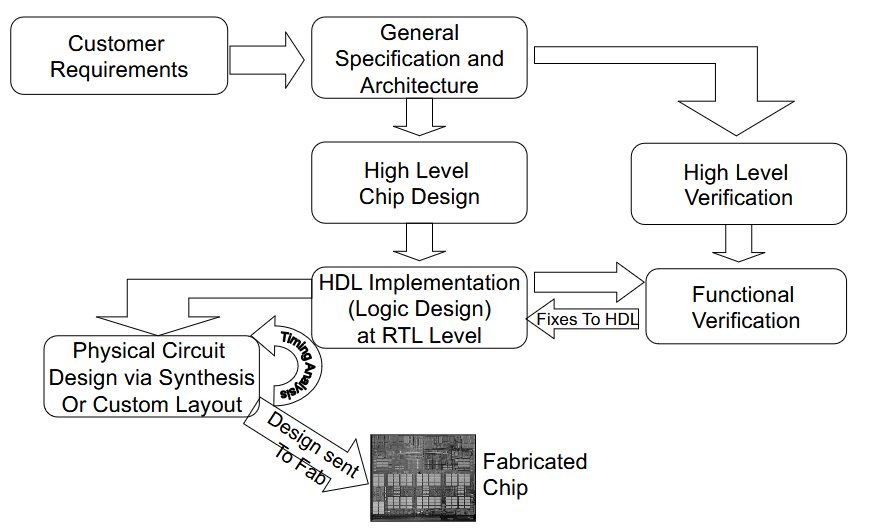 Customer
Requirements
General
Specification and
Architecture
High Level
Chip Design
High Level
Verification
HDL Implementation
(Logic Design)
at RTL Level
Fixes To HDL
Functional
Verification
Physical Circuit
Design via Synthesis
Or Custom Layout
Timing Analysis
Design sent
To Fab
Fabricated
Chip